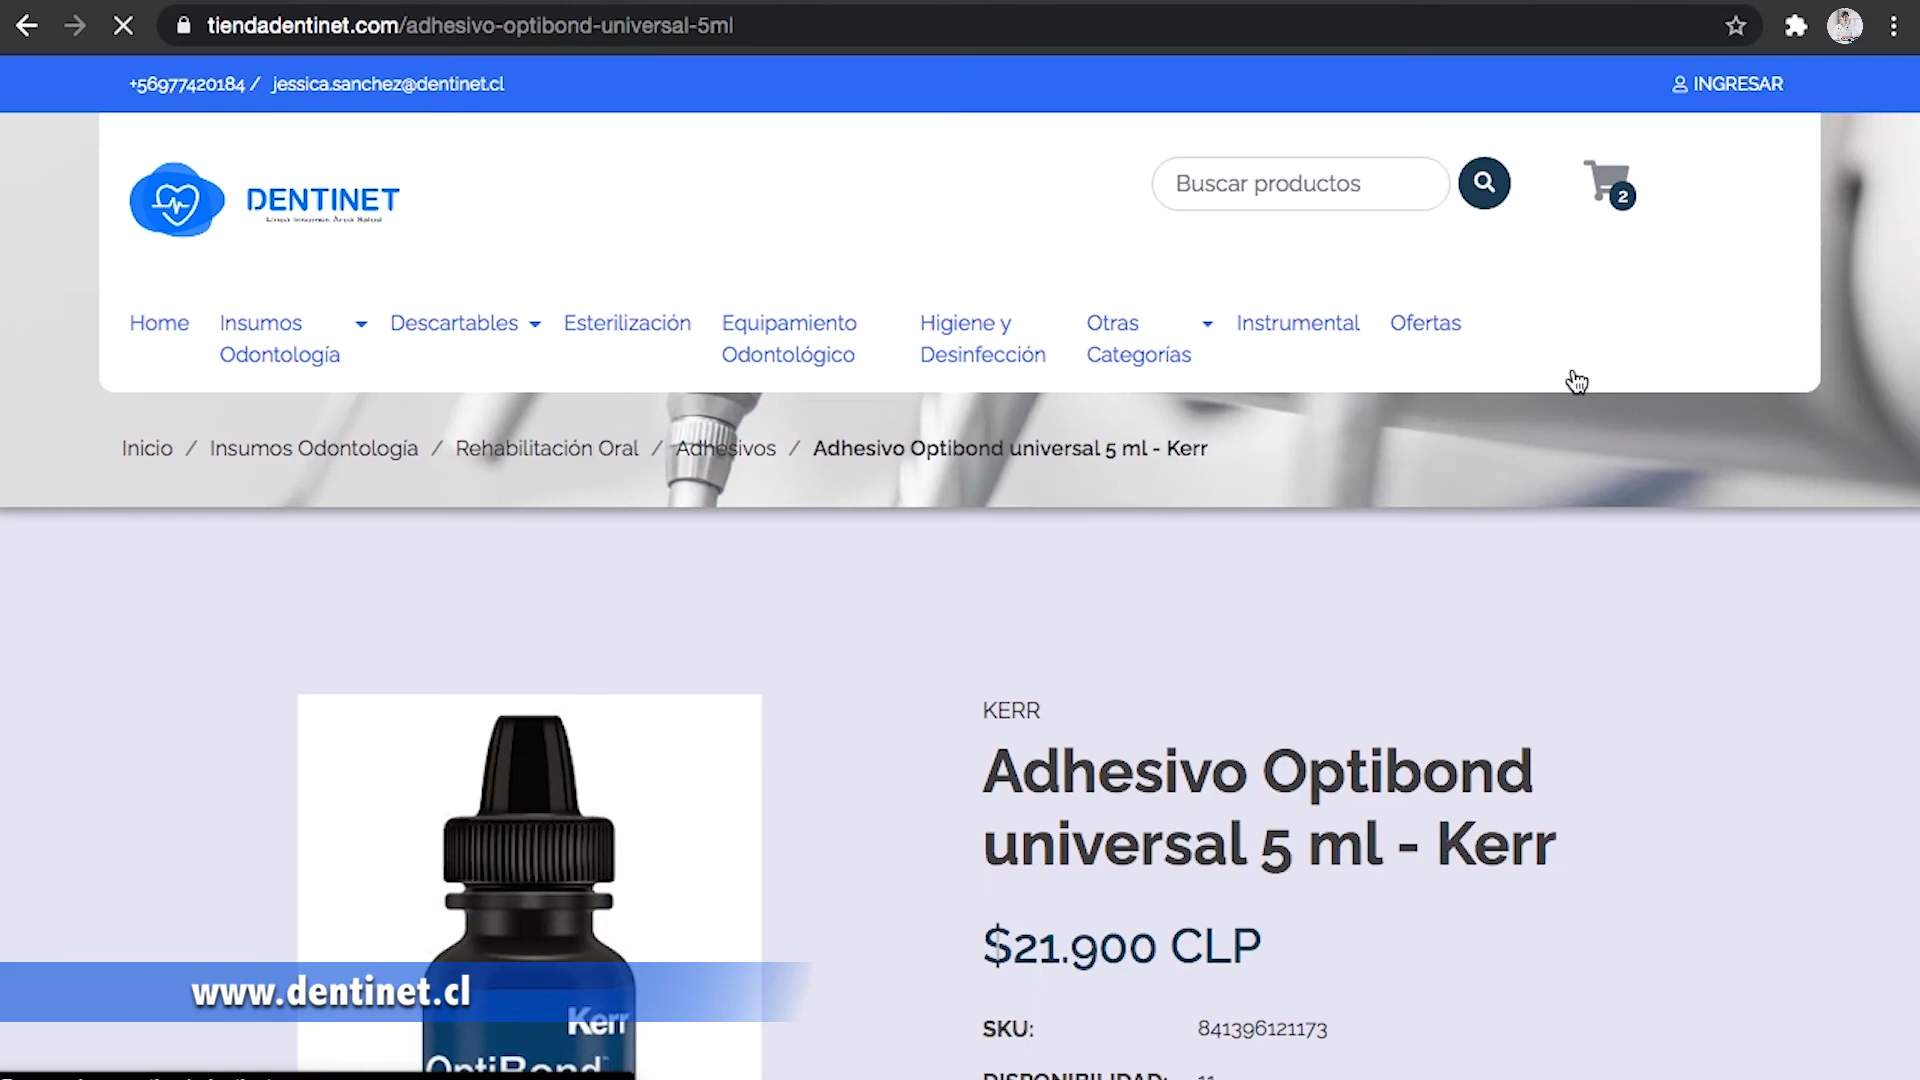 tiendadentinet.com/adhesivo-optibond-universal-5ml
+56977420184 / jessica.sanchez@dentinet.cl
INGRESAR
DENTINET
Buscar productos
2
Home
Insumos Odontología
Descartables
Esterilización
Equipamiento Odontológico
Higiene y Desinfección
Otras Categorías
Instrumental
Ofertas
Inicio / Insumos Odontología / Rehabilitación Oral / Adhesivos / Adhesivo Optibond universal 5 ml - Kerr
KERR
Adhesivo Optibond
universal 5 ml - Kerr
$21.900 CLP
www.dentinet.cl
Kerr
OptiBond
SKU: 841396121173
DISPONIBILIDAD: 11